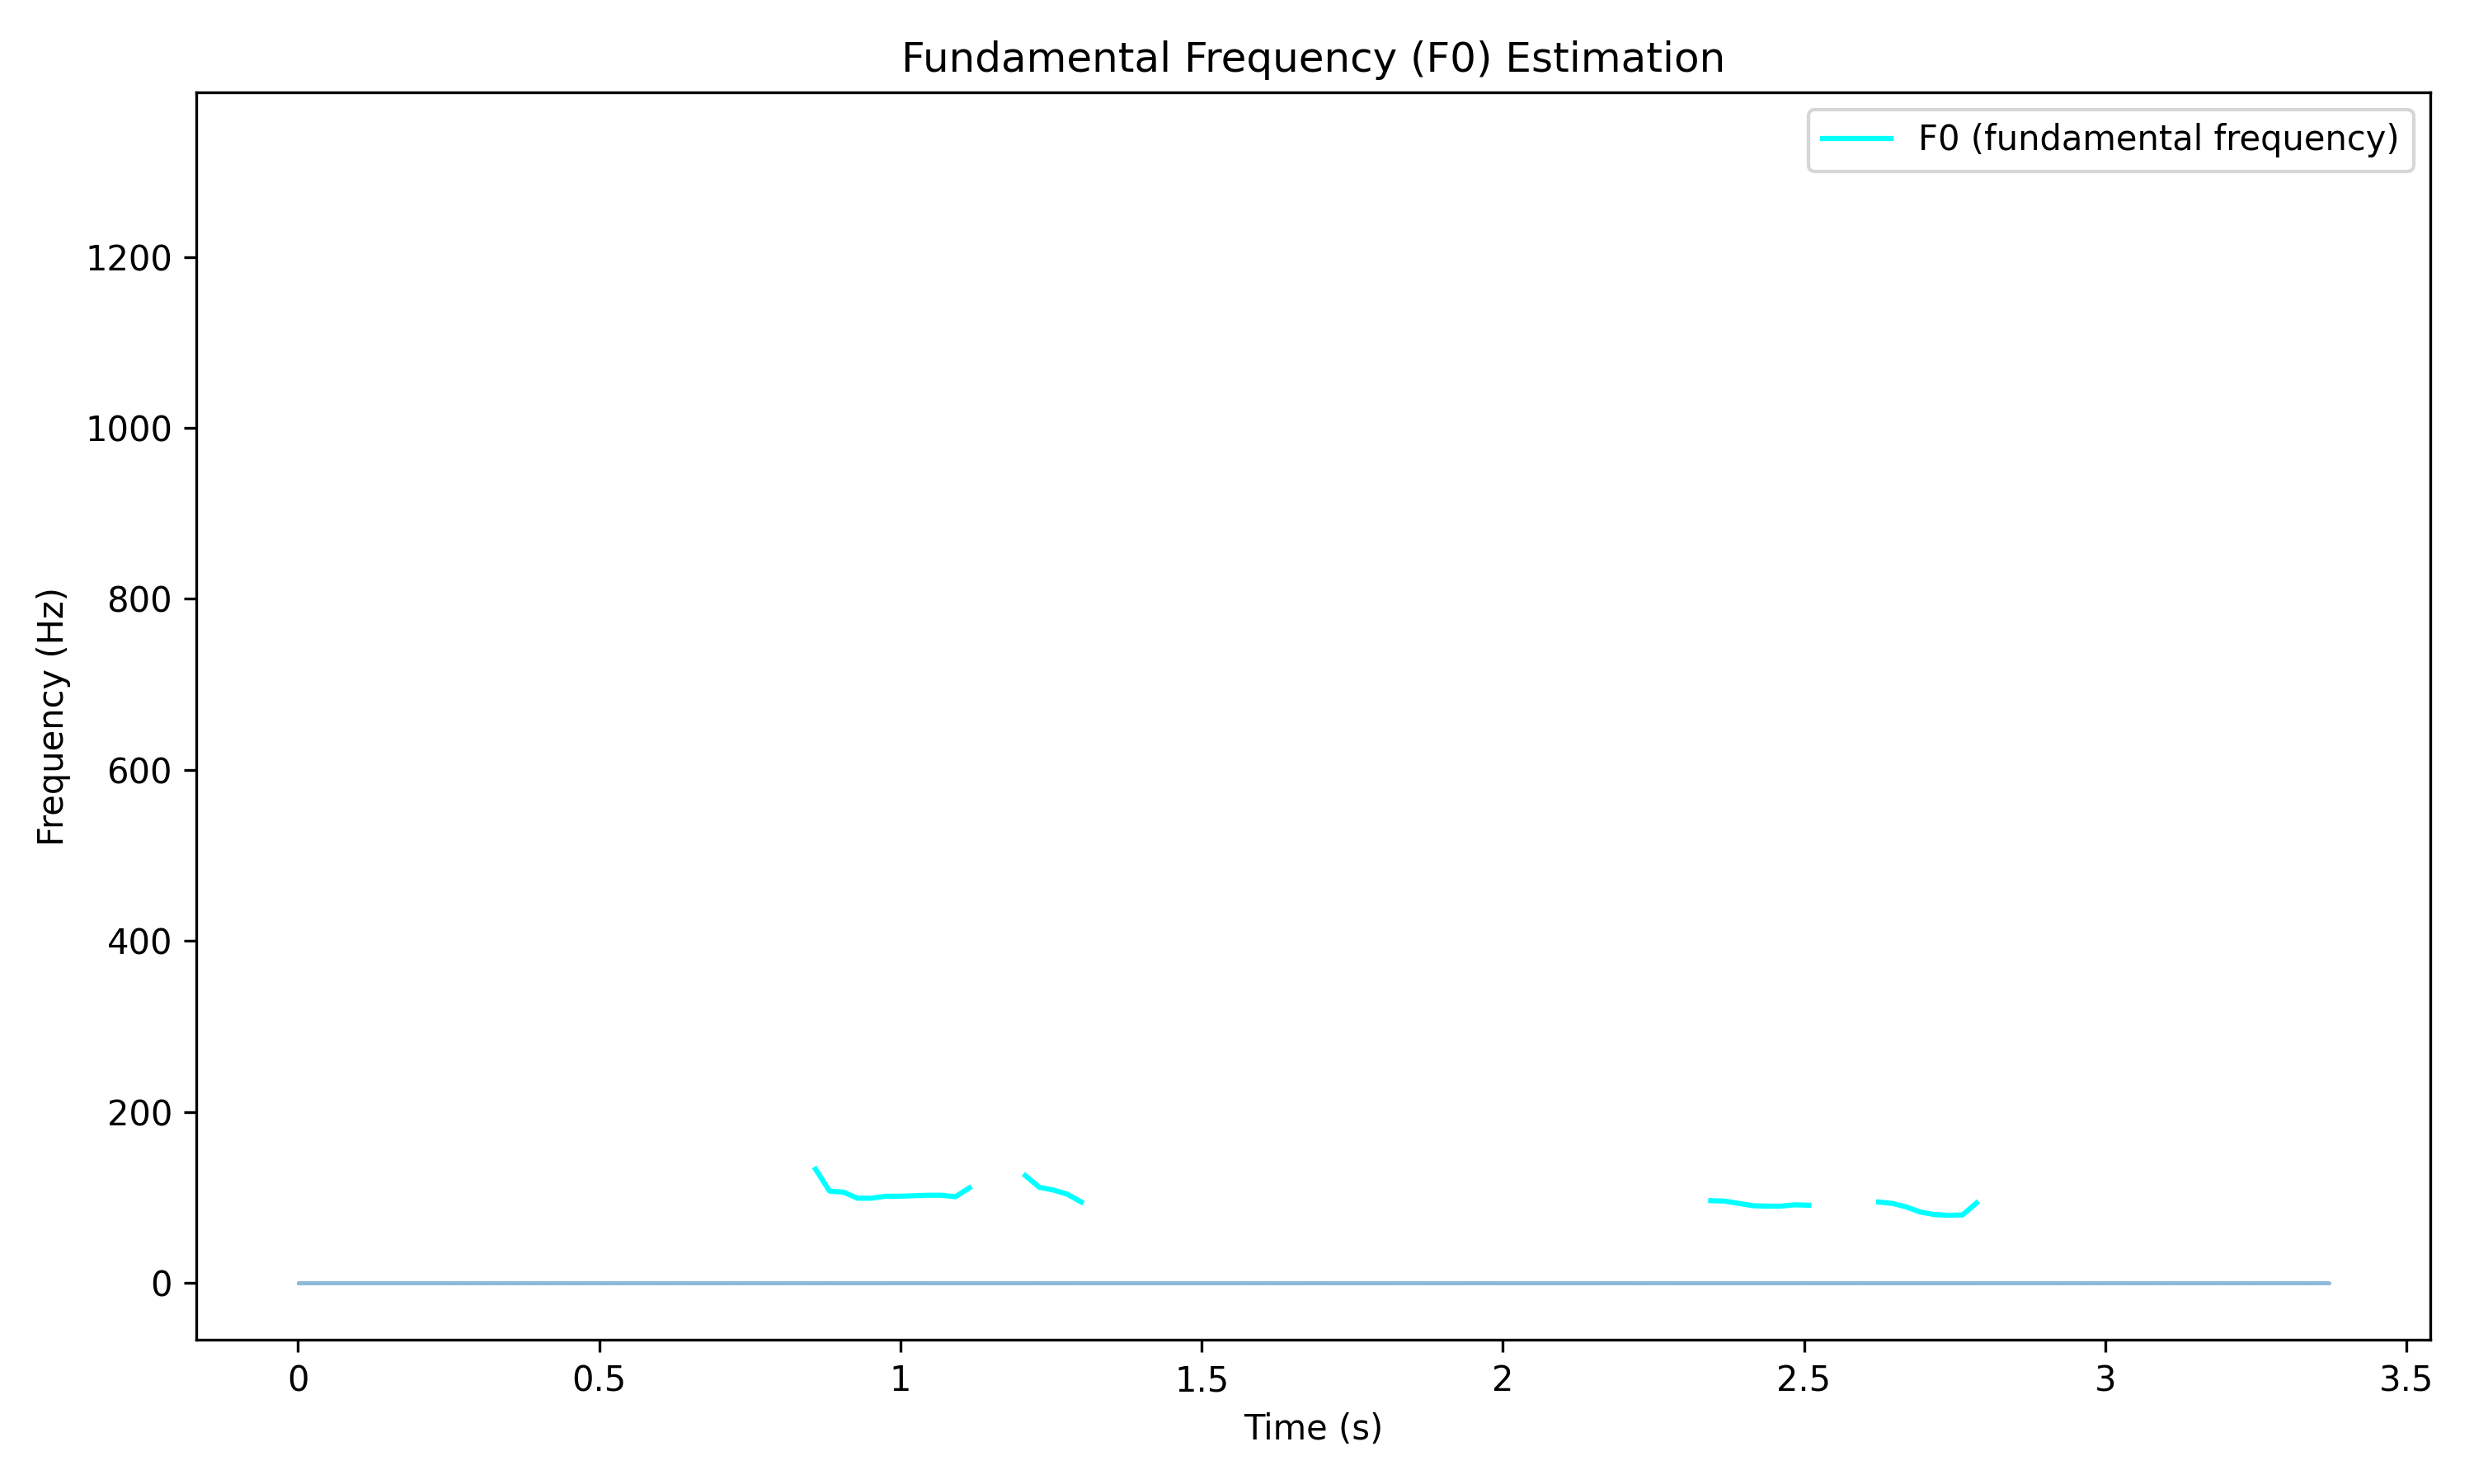 Fundamental Frequency (F0) Estimation
F0 (fundamental frequency)
1200
1000
800
600
400
200
0
Frequency (Hz)
0 0.5 1 1.5 2 2.5 3 3.5
Time (s)